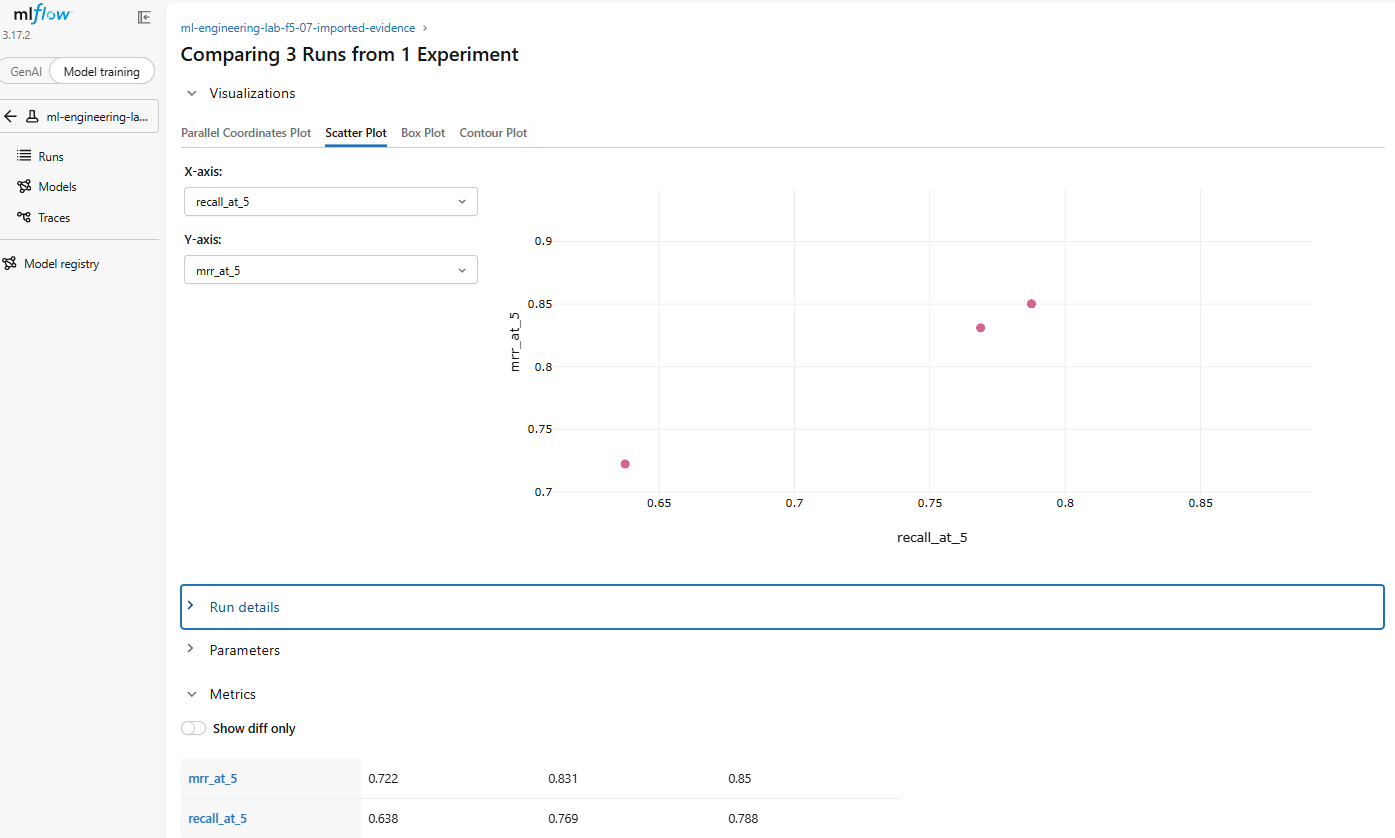 mlflow
3.17.2
GenAI
Model training
ml-engineering-la...
Runs
Models
Traces
Model registry
ml-engineering-lab-f5-07-imported-evidence
Comparing 3 Runs from 1 Experiment
Visualizations
Parallel Coordinates Plot Scatter Plot Box Plot Contour Plot
X-axis:
recall_at_5
Y-axis:
mrr_at_5
0.9
0.85
0.8
0.75
0.7
mrr_at_5
0.65 0.7 0.75 0.8 0.85
recall_at_5
Run details
Parameters
Metrics
Show diff only
mrr_at_5 0.722 0.831 0.85
recall_at_5 0.638 0.769 0.788